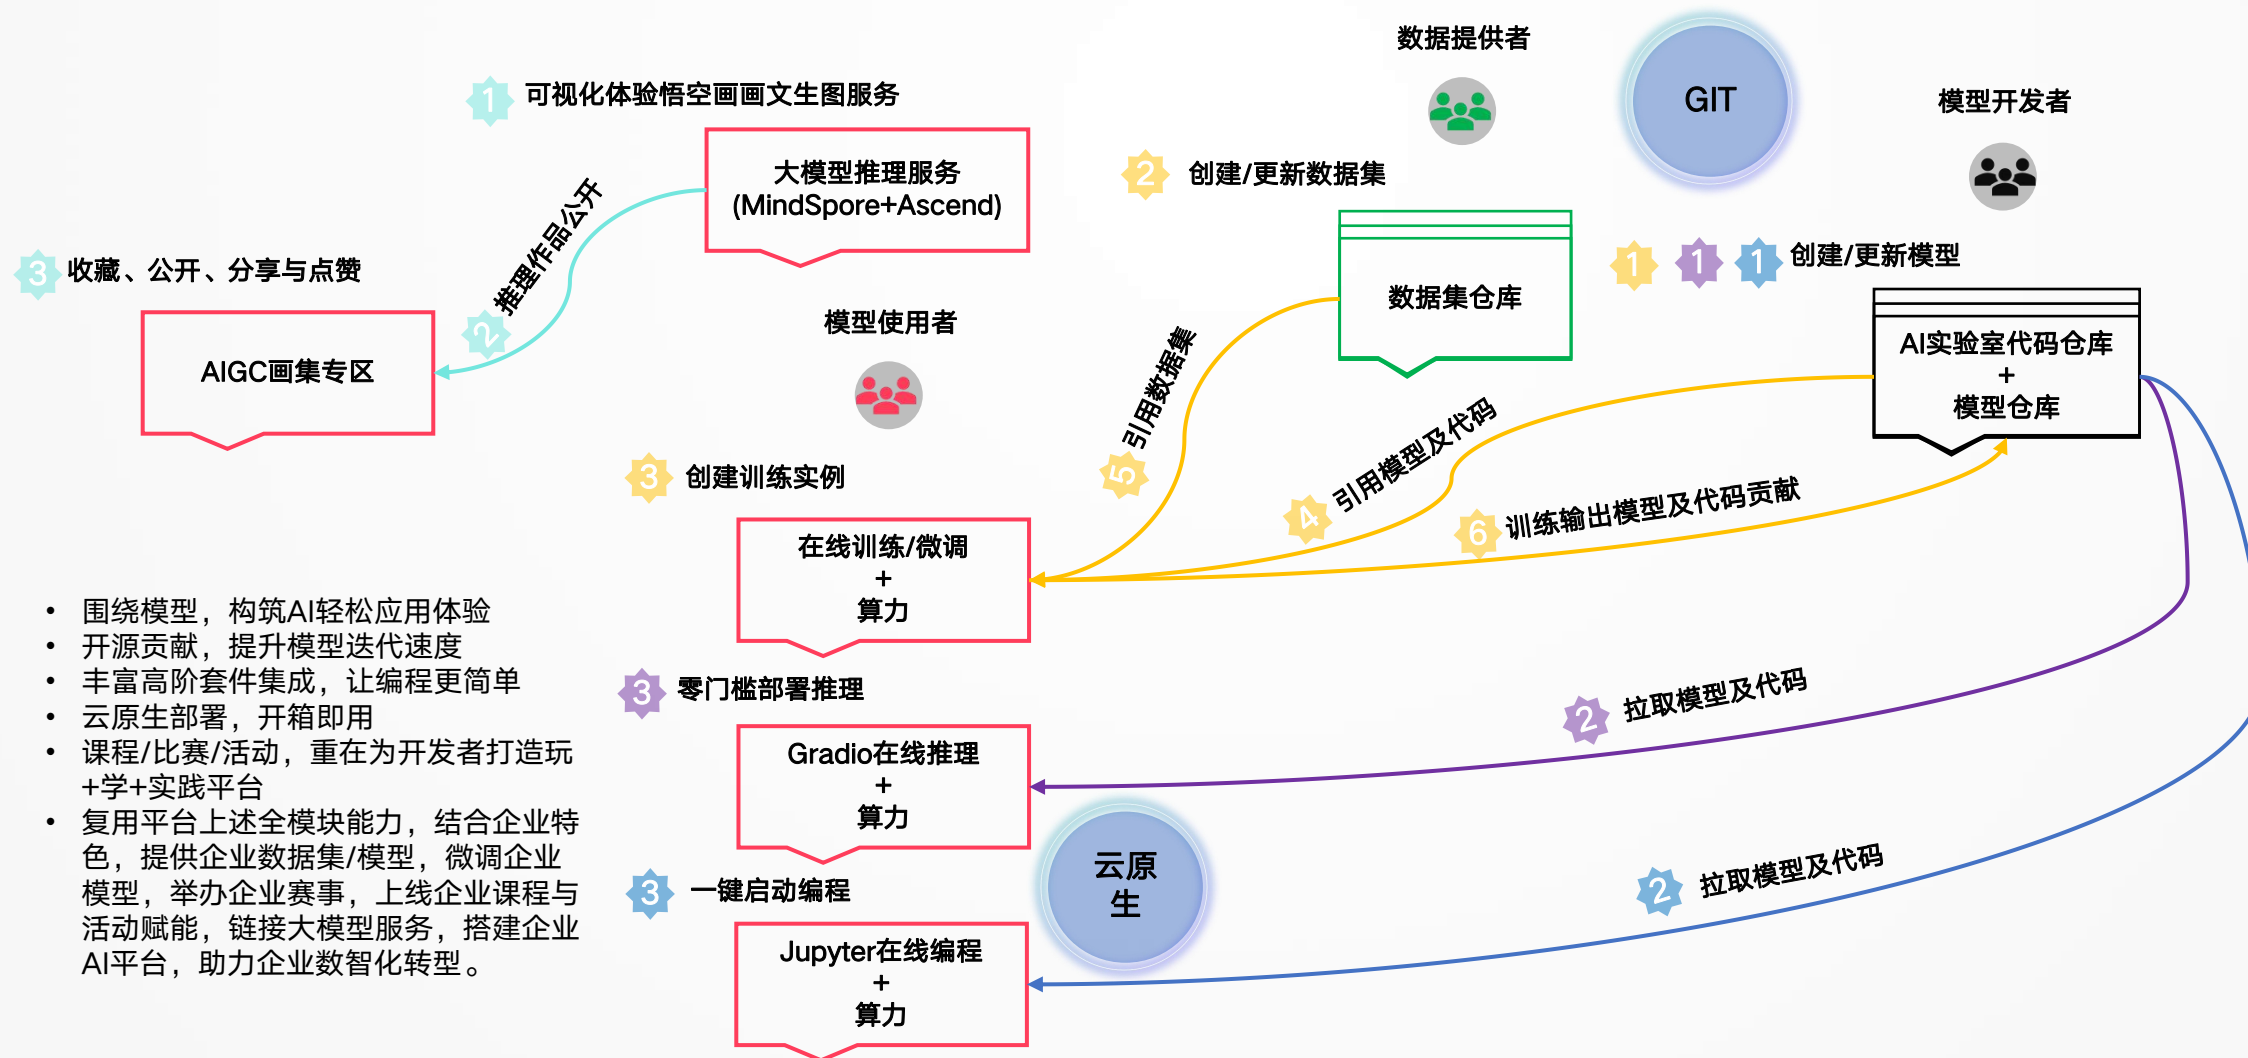 数据提供者
GIT
模型开发者
1 可视化体验悟空画画文生图服务
大模型推理服务
(MindSpore+Ascend)
2 创建/更新数据集
数据集仓库
1 1 1 创建/更新模型
AI实验室代码仓库
+
模型仓库
2 推理作品公开
3 收藏、公开、分享与点赞
AIGC画集专区
模型使用者
5 引用数据集
4 引用模型及代码
6 训练输出模型及代码贡献
3 创建训练实例
在线训练/微调
+
算力
3 零门槛部署推理
Gradio在线推理
+
算力
2 拉取模型及代码
云原
生
3 一键启动编程
Jupyter在线编程
+
算力
2 拉取模型及代码
• 围绕模型，构筑AI轻松应用体验
• 开源贡献，提升模型迭代速度
• 丰富高阶套件集成，让编程更简单
• 云原生部署，开箱即用
• 课程/比赛/活动，重在为开发者打造玩
+学+实践平台
• 复用平台上述全模块能力，结合企业特
色，提供企业数据集/模型，微调企业
模型，举办企业赛事，上线企业课程与
活动赋能，链接大模型服务，搭建企业
AI平台，助力企业数智化转型。